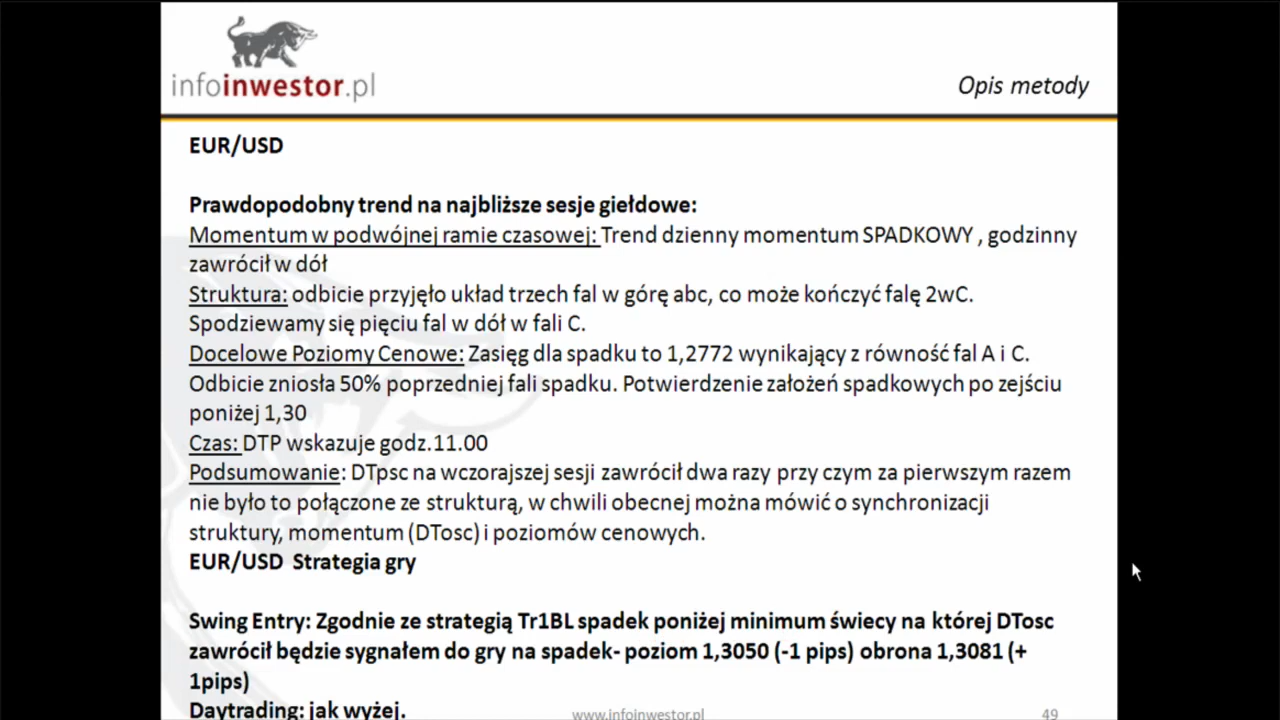 infoinwestor.pl
Opis metody
EUR/USD
Prawdopodobny trend na najbliższe sesje giełdowe:
Momentum w podwójnej ramie czasowej: Trend dzienny momentum SPADKOWY , godzinny
zawrócił w dół
Struktura: odbicie przyjęło układ trzech fal w górę abc, co może kończyć falę 2wC.
Spodziewamy się pięciu fal w dół w fali C.
Docelowe Poziomy Cenowe: Zasięg dla spadku to 1,2772 wynikający z równość fal A i C.
Odbicie zniosła 50% poprzedniej fali spadku. Potwierdzenie założeń spadkowych po zejściu
poniżej 1,30
Czas: DTP wskazuje godz.11.00
Podsumowanie: DTpsc na wczorajszej sesji zawrócił dwa razy przy czym za pierwszym razem
nie było to połączone ze strukturą, w chwili obecnej można mówić o synchronizacji
struktury, momentum (DTosc) i poziomów cenowych.
EUR/USD  Strategia gry
Swing Entry: Zgodnie ze strategią Tr1BL spadek poniżej minimum świecy na której DTosc
zawrócił będzie sygnałem do gry na spadek- poziom 1,3050 (-1 pips) obrona 1,3081 (+
1pips)
Daytrading: jak wyżej.
www.infoinwestor.pl
49